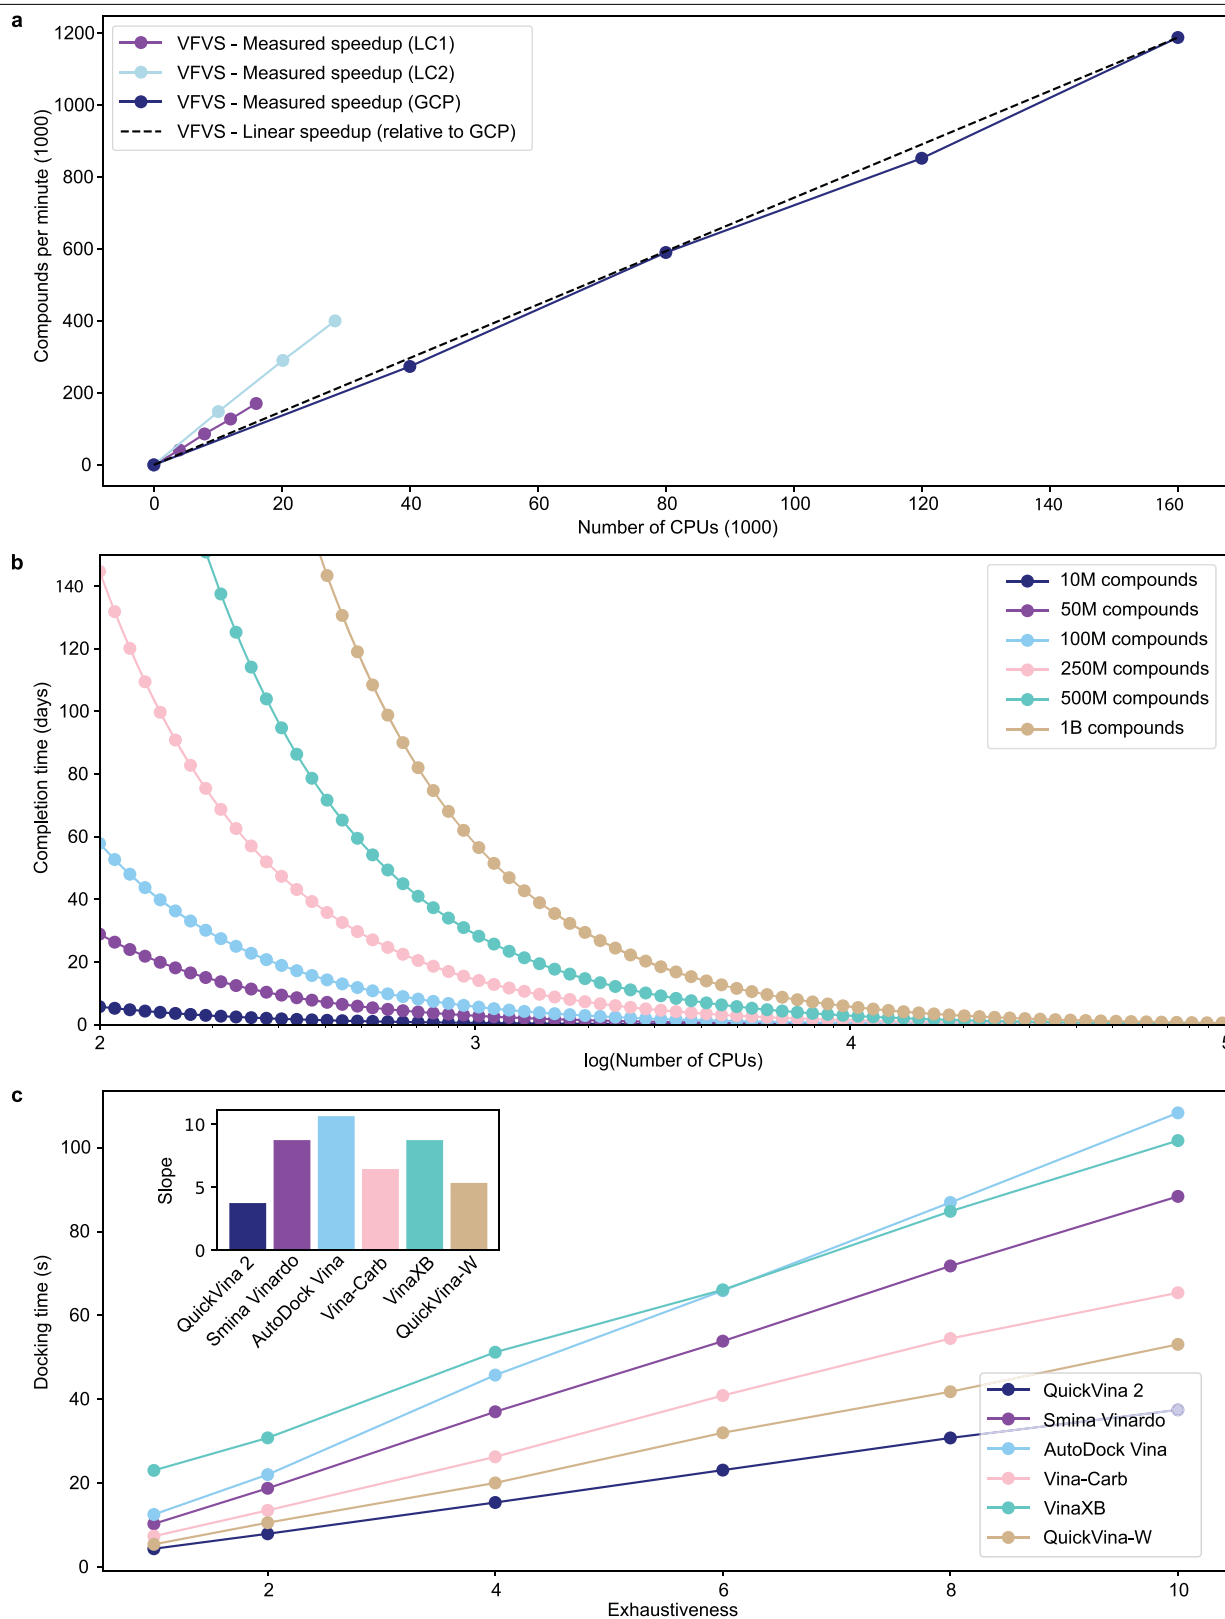 a
1200
1000
800
600
400
200
0
Compounds per minute (1000)
VFVS - Measured speedup (LC1)
VFVS - Measured speedup (LC2)
VFVS - Measured speedup (GCP)
VFVS - Linear speedup (relative to GCP)
0 20 40 60 80 100 120 140 160
Number of CPUs (1000)
b
140
120
100
80
60
40
20
0
Completion time (days)
10M compounds
50M compounds
100M compounds
250M compounds
500M compounds
1B compounds
2 3 4 5
log(Number of CPUs)
c
100
80
60
40
20
0
Docking time (s)
10
5
0
Slope
QuickVina 2
Smina Vinardo
AutoDock Vina
Vina-Carb
VinaXB
QuickVina-W
QuickVina 2
Smina Vinardo
AutoDock Vina
Vina-Carb
VinaXB
QuickVina-W
2 4 6 8 10
Exhaustiveness